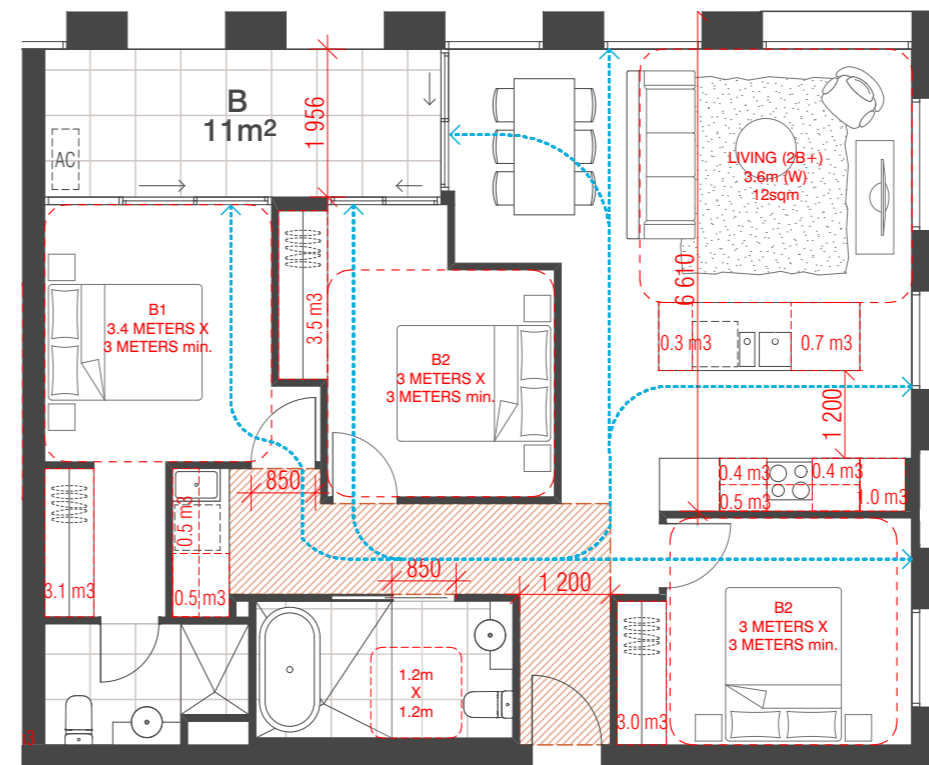 B
11m²
1 956
AC
LIVING (2B+)
3.6m (W)
12sqm
6 610
B1
3.4 METERS X
3 METERS min.
3.5 m3
B2
3 METERS X
3 METERS min.
0.3 m3
0.7 m3
1 200
850
0.5 m3
0.5 m3
3.1 m3
0.4 m3
0.4 m3
0.5 m3
1.0 m3
850
1 200
1.2m
X
1.2m
B2
3 METERS X
3 METERS min.
3.0 m3